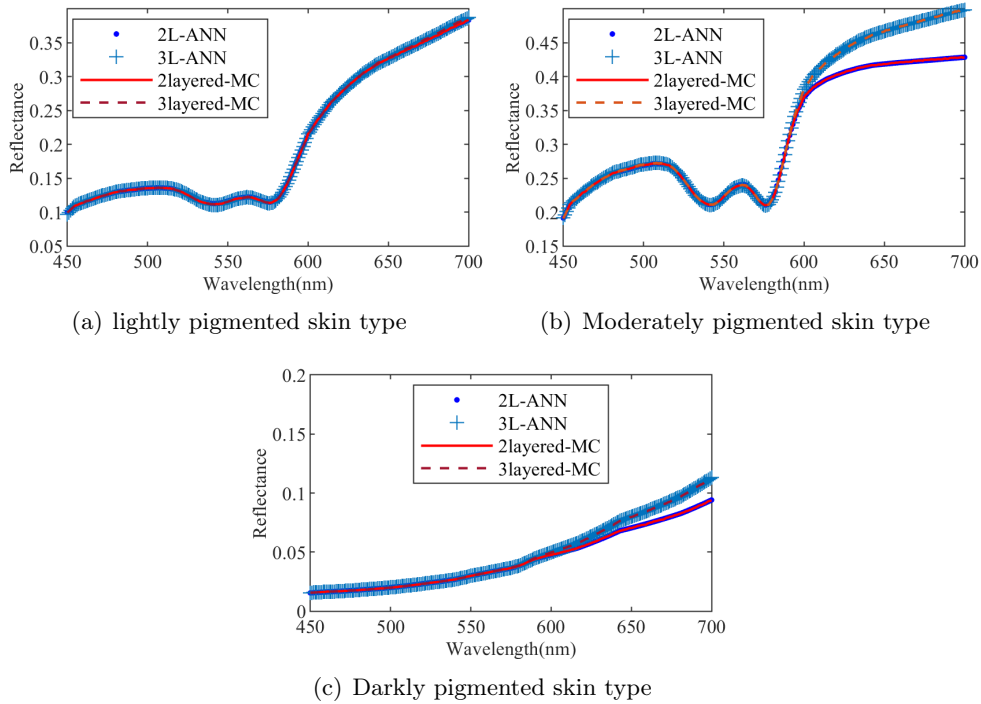 0.35
0.3
0.25
0.2
0.15
0.1
0.05
Reflectance
2L-ANN
3L-ANN
2layered-MC
3layered-MC
450 500 550 600 650 700
Wavelength(nm)
(a) lightly pigmented skin type
0.45
0.4
0.35
0.3
0.25
0.2
0.15
Reflectance
2L-ANN
3L-ANN
2layered-MC
3layered-MC
450 500 550 600 650 700
Wavelength(nm)
(b) Moderately pigmented skin type
0.2
0.15
0.1
0.05
0
Reflectance
2L-ANN
3L-ANN
2layered-MC
3layered-MC
450 500 550 600 650 700
Wavelength(nm)
(c) Darkly pigmented skin type